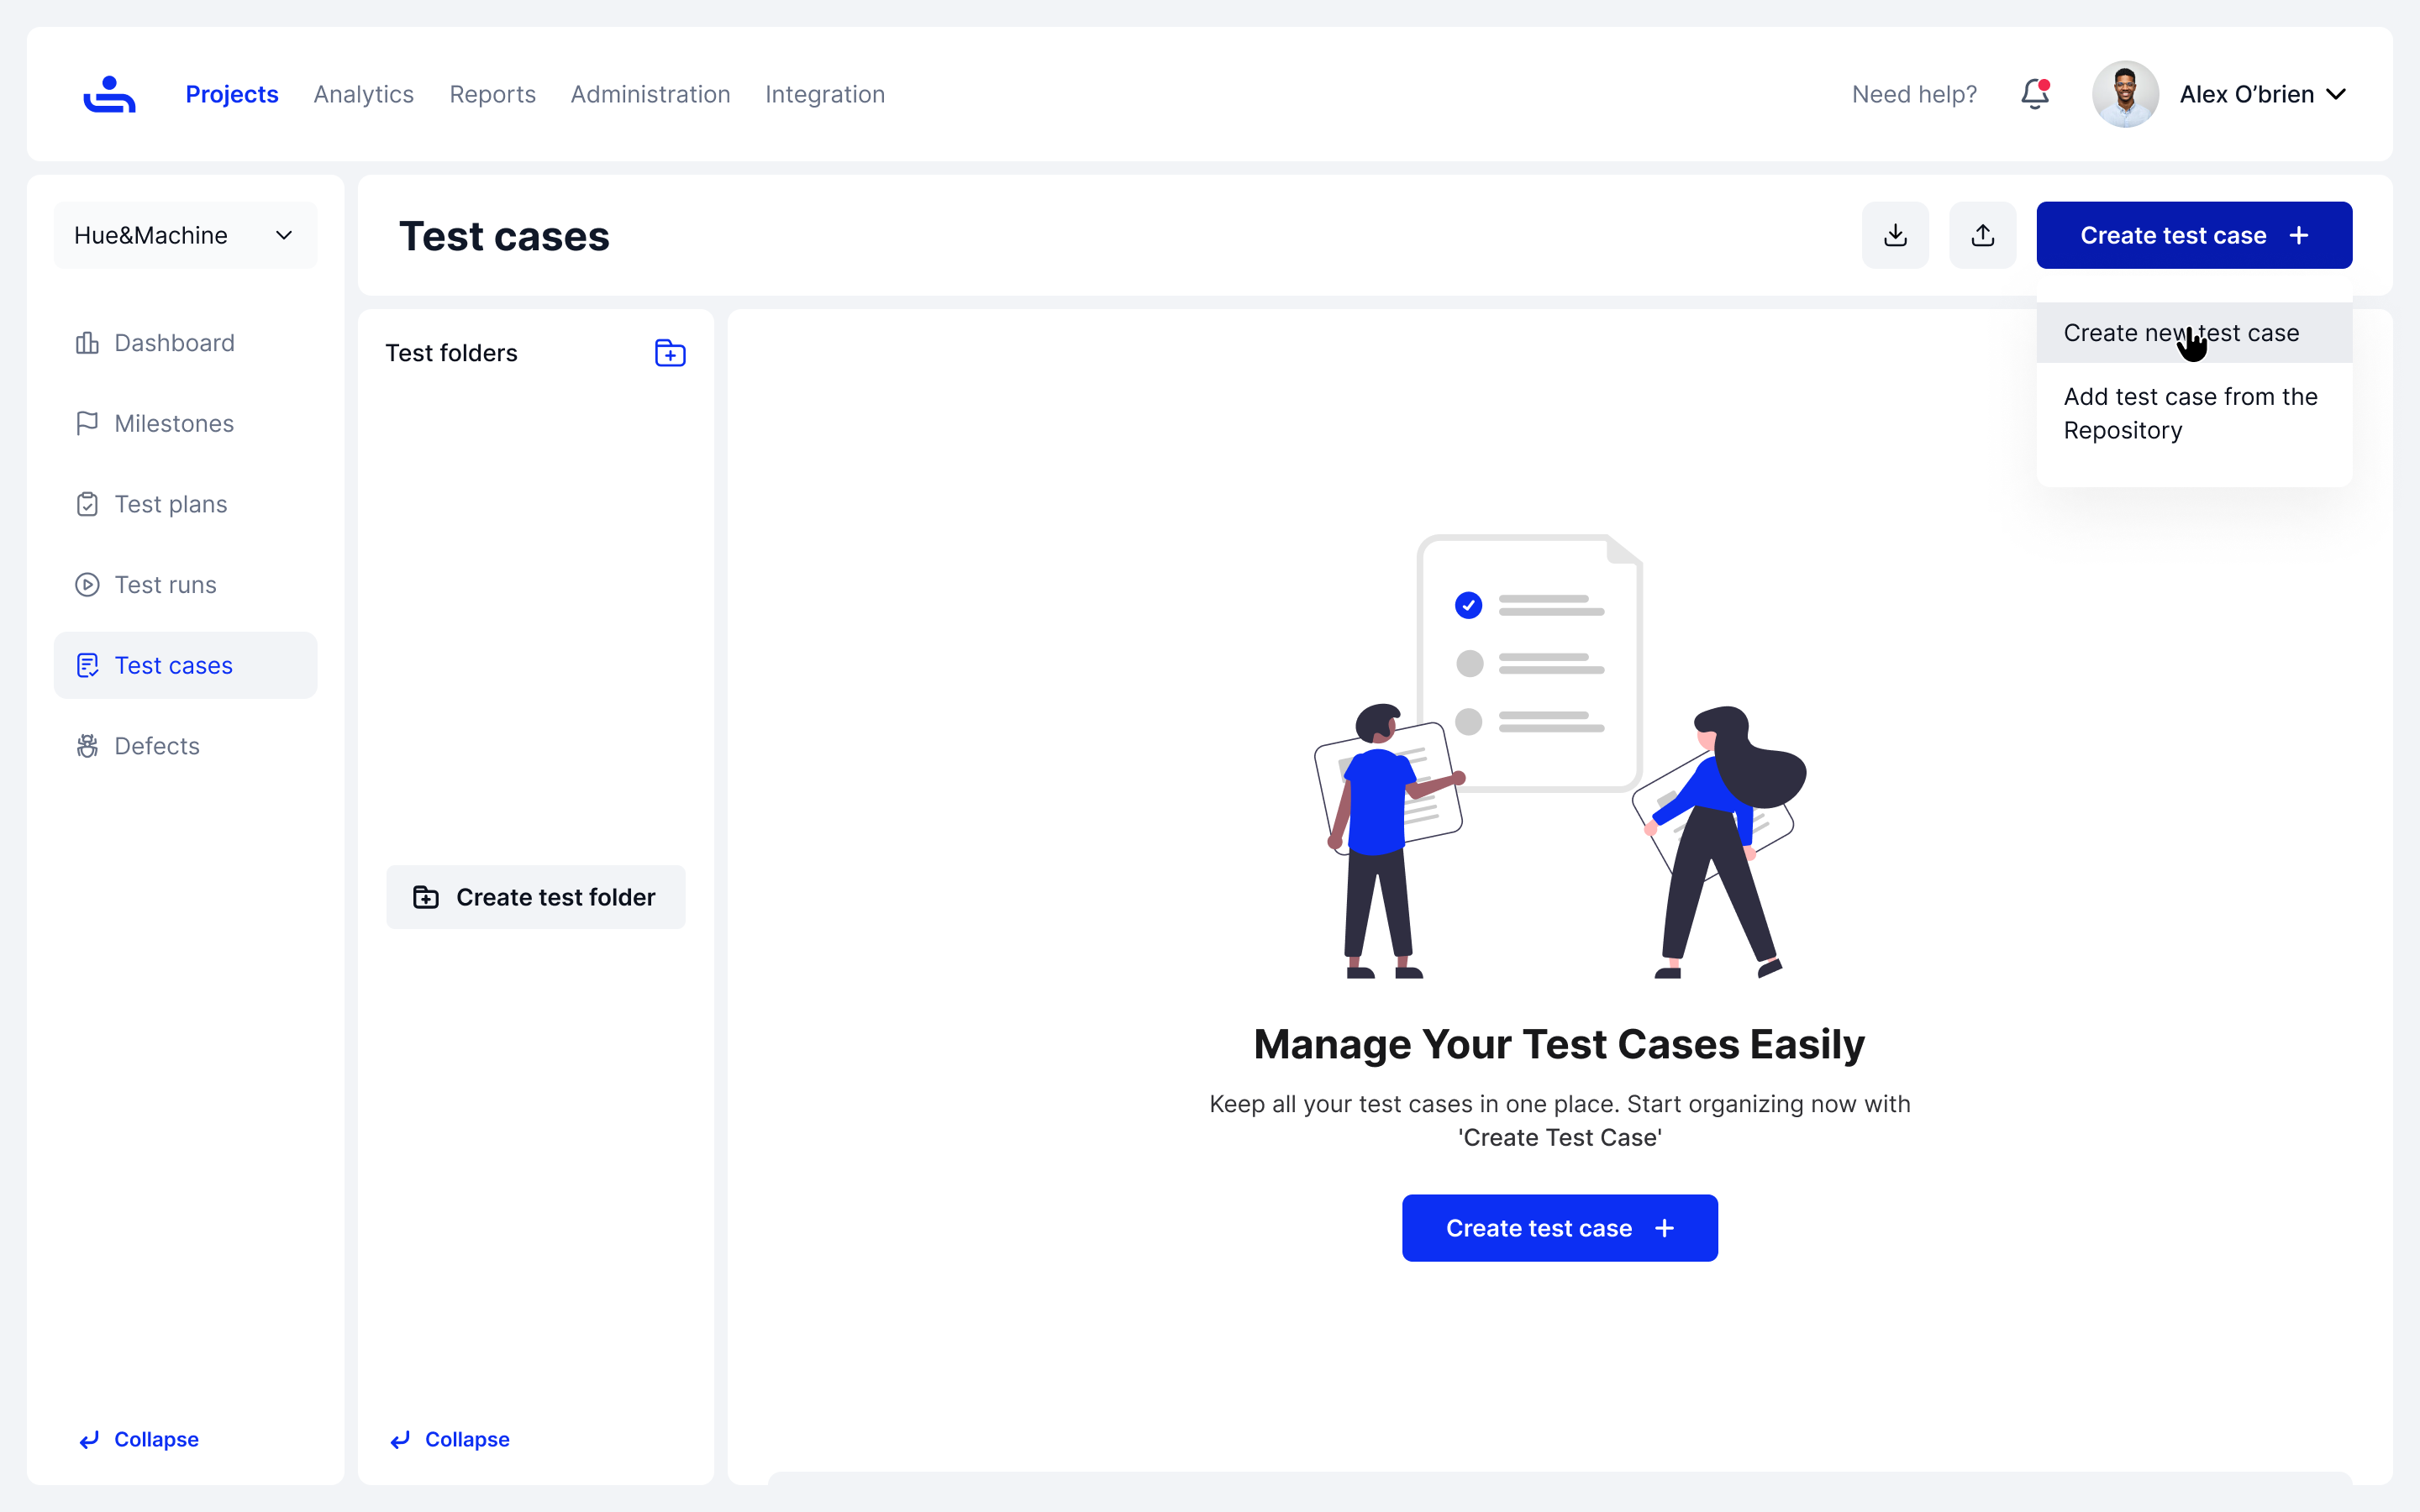 Projects
Analytics
Reports
Administration
Integration
Need help?
Alex O’brien
Hue&Machine
Dashboard
Milestones
Test plans
Test runs
Test cases
Defects
Collapse
Test cases
Create test case
Create new test case
Add test case from the
Repository
Test folders
Create test folder
Collapse
Manage Your Test Cases Easily
Keep all your test cases in one place. Start organizing now with
'Create Test Case'
Create test case